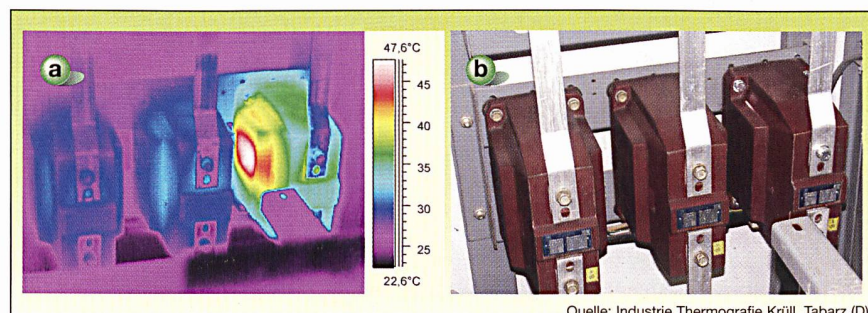 a
47,6°C
45
40
35
30
25
22,6°C
b
Quelle: Industrie Thermografie Krüll, Tabarz (D)